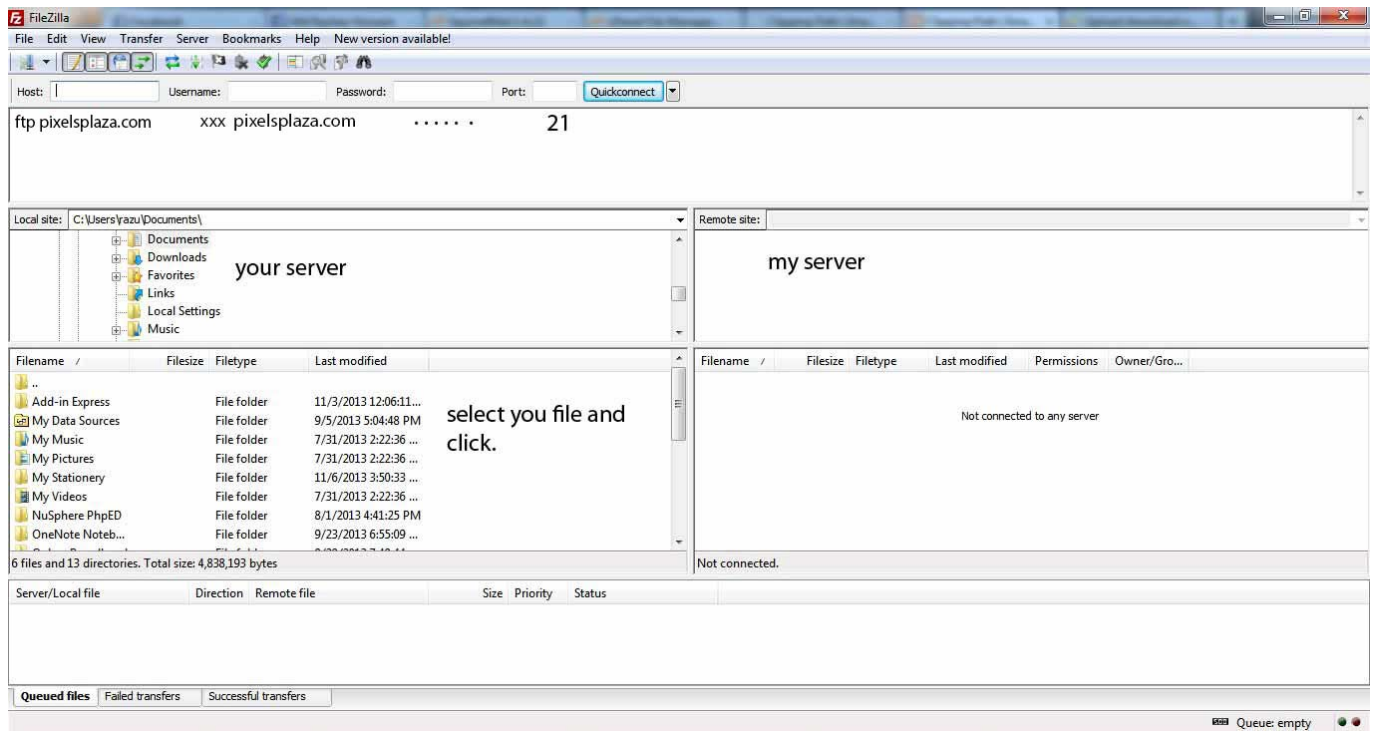 FileZilla
File Edit View Transfer Server Bookmarks Help New version available!
Host: Username: Password: Port: Quickconnect
ftp pixelsplaza.com xxx pixelsplaza.com ...... 21
Local site: C:\Users\razu\Documents\
Documents
Downloads
Favorites
Links
Local Settings
Music
your server
Remote site:
my server
Filename / Filesize Filetype Last modified
..
Add-in Express File folder 11/3/2013 12:06:11...
My Data Sources File folder 9/5/2013 5:04:48 PM
My Music File folder 7/31/2013 2:22:36 ...
My Pictures File folder 7/31/2013 2:22:36 ...
My Stationery File folder 11/6/2013 3:50:33 ...
My Videos File folder 7/31/2013 2:22:36 ...
NuSphere PhpED File folder 8/1/2013 4:41:25 PM
OneNote Noteb... File folder 9/23/2013 6:55:09 ...
select you file and
click.
6 files and 13 directories. Total size: 4,838,193 bytes
Filename / Filesize Filetype Last modified Permissions Owner/Gro...
Not connected to any server
Not connected.
Server/Local file Direction Remote file Size Priority Status
Queued files Failed transfers Successful transfers
Queue: empty